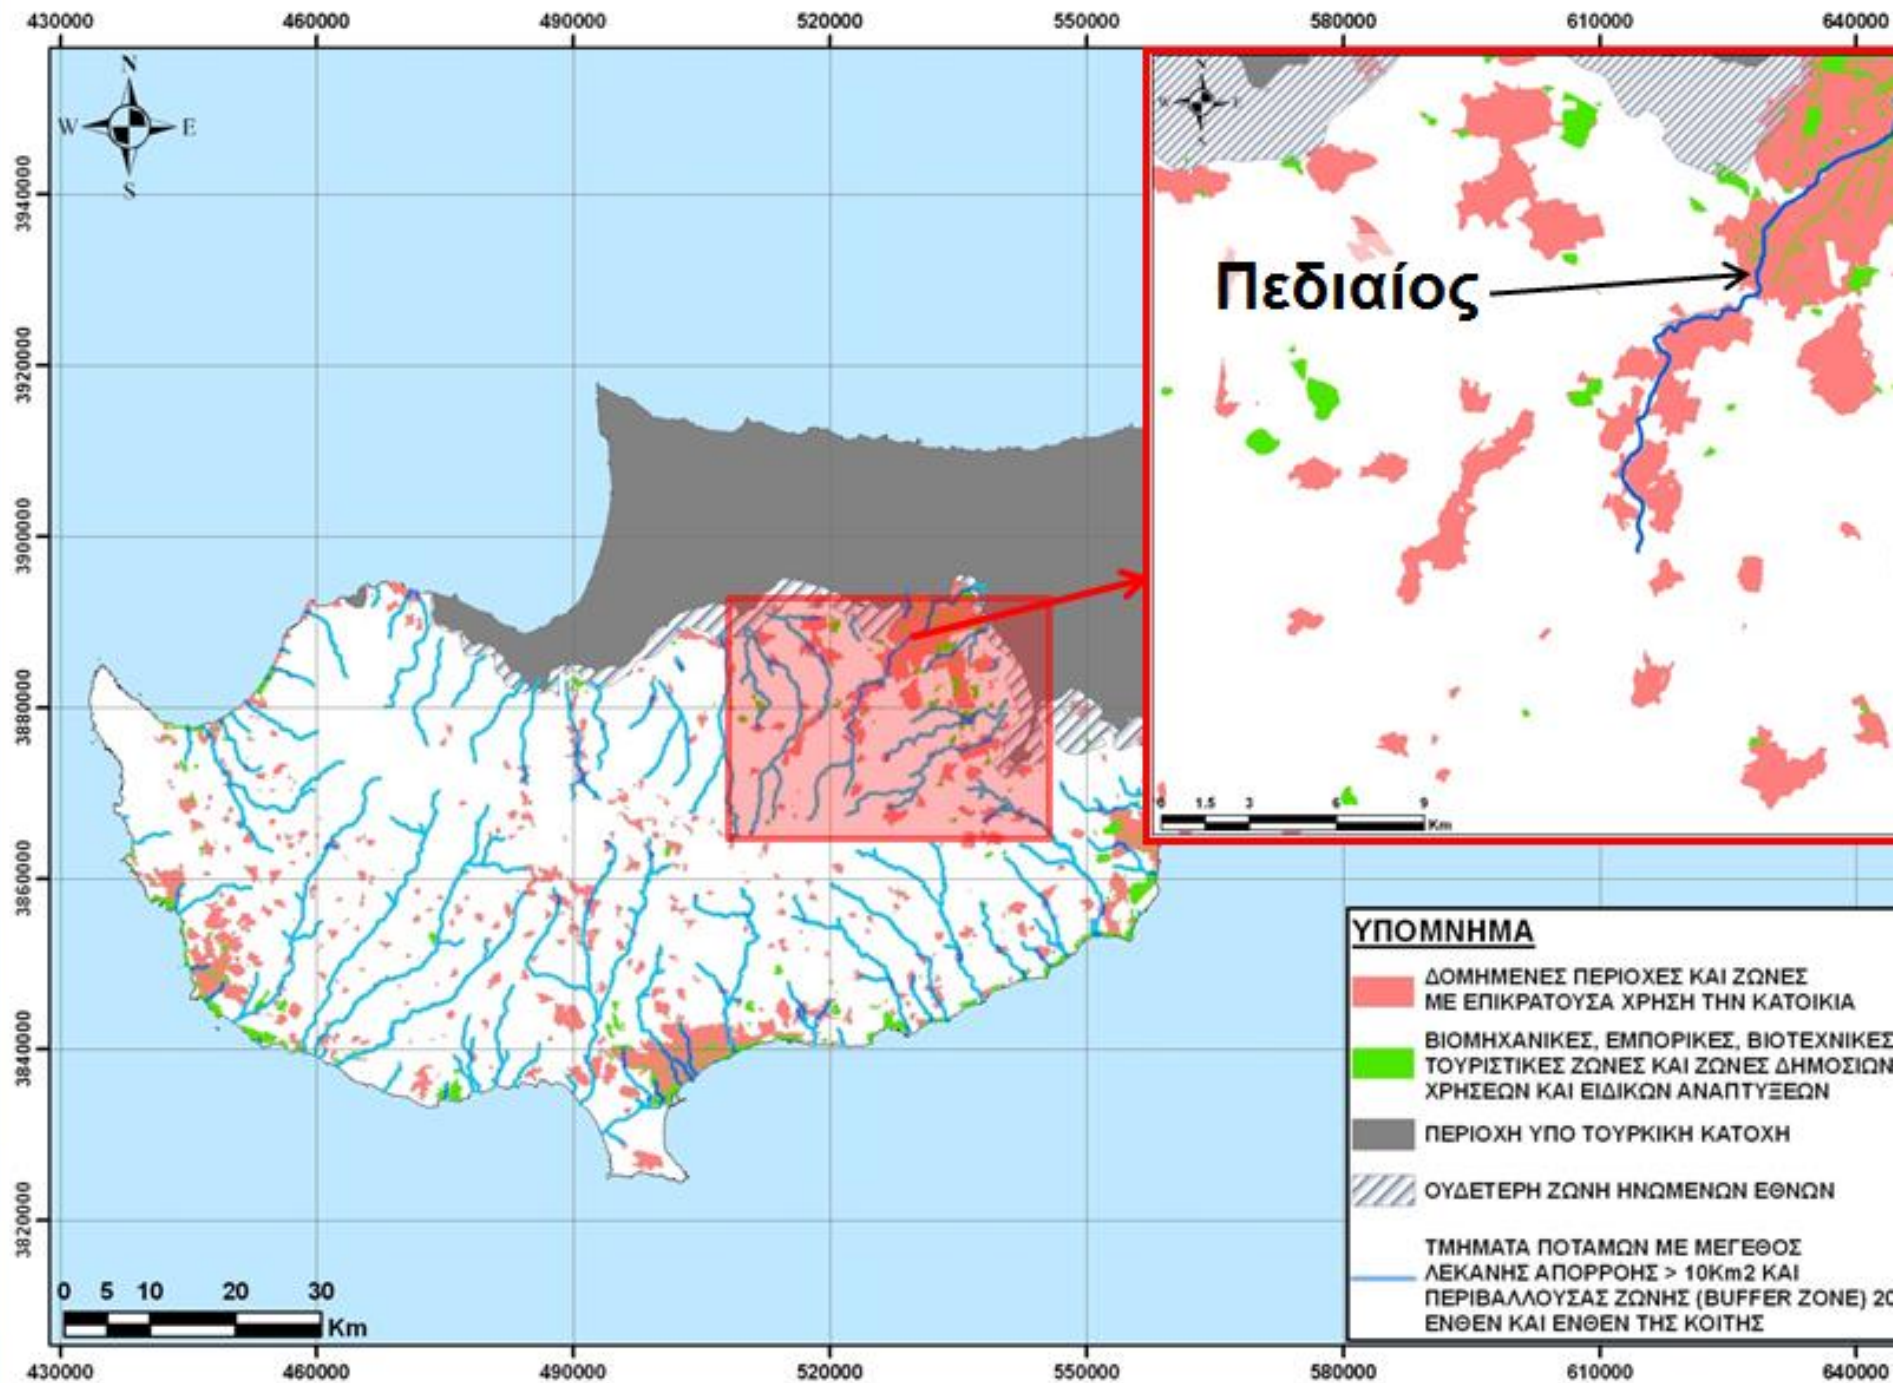 430000 460000 490000 520000 550000 580000 610000 640000
N
W E
S
N
W E
Πεδιαίος
3940000
3920000
3900000
3880000
3860000
3840000
3820000
0 1.5 3 6 9
Km
ΥΠΟΜΝΗΜΑ
ΔΟΜΗΜΕΝΕΣ ΠΕΡΙΟΧΕΣ ΚΑΙ ΖΩΝΕΣ
ΜΕ ΕΠΙΚΡΑΤΟΥΣΑ ΧΡΗΣΗ ΤΗΝ ΚΑΤΟΙΚΙΑ
ΒΙΟΜΗΧΑΝΙΚΕΣ, ΕΜΠΟΡΙΚΕΣ, ΒΙΟΤΕΧΝΙΚΕΣ
ΤΟΥΡΙΣΤΙΚΕΣ ΖΩΝΕΣ ΚΑΙ ΖΩΝΕΣ ΔΗΜΟΣΙΩΝ
ΧΡΗΣΕΩΝ ΚΑΙ ΕΙΔΙΚΩΝ ΑΝΑΠΤΥΞΕΩΝ
ΠΕΡΙΟΧΗ ΥΠΟ ΤΟΥΡΚΙΚΗ ΚΑΤΟΧΗ
ΟΥΔΕΤΕΡΗ ΖΩΝΗ ΗΝΩΜΕΝΩΝ ΕΘΝΩΝ
ΤΜΗΜΑΤΑ ΠΟΤΑΜΩΝ ΜΕ ΜΕΓΕΘΟΣ
ΛΕΚΑΝΗΣ ΑΠΟΡΡΟΗΣ > 10Km2 ΚΑΙ
ΠΕΡΙΒΑΛΛΟΥΣΑΣ ΖΩΝΗΣ (BUFFER ZONE) 20
ΕΝΘΕΝ ΚΑΙ ΕΝΘΕΝ ΤΗΣ ΚΟΙΤΗΣ
0 5 10 20 30
Km
430000 460000 490000 520000 550000 580000 610000 640000